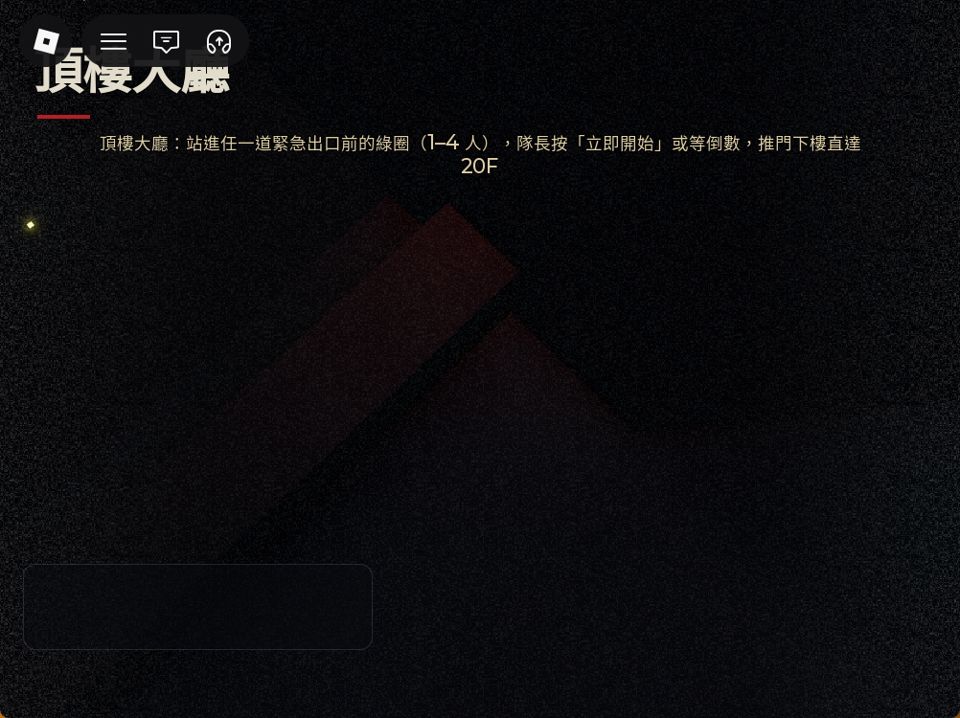 頂樓大廳
頂樓大廳：站進任一道緊急出口前的綠圈（1–4 人），隊長按「立即開始」或等倒數，推門下樓直達
20F